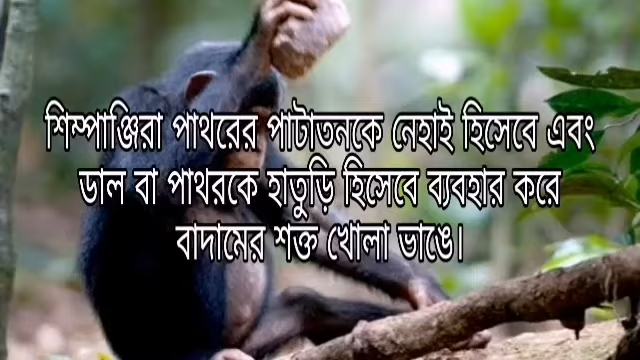 শিম্পাঞ্জিরা পাথরের পাটাতনকে নেহাই হিসেবে এবং
ডাল বা পাথরকে হাতুড়ি হিসেবে ব্যবহার করে
বাদামের শক্ত খোলা ভাঙে।